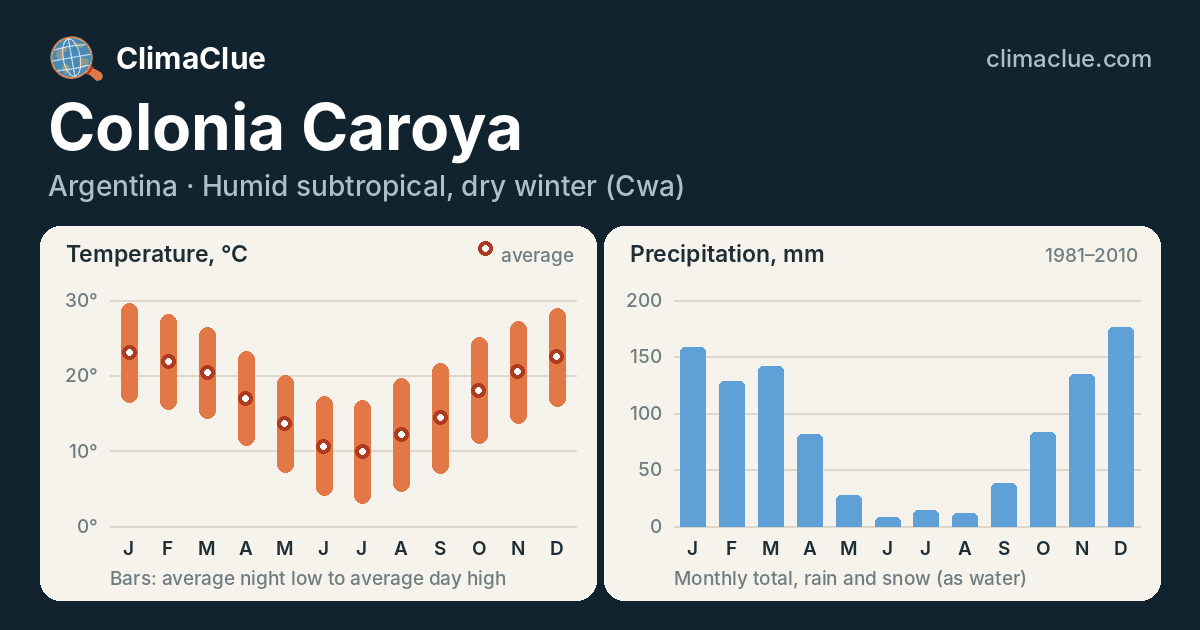 ClimaClue
climaclue.com
Colonia Caroya
Argentina · Humid subtropical, dry winter (Cwa)
Temperature, °C
average
30°
20°
10°
0°
J F M A M J J A S O N D
Bars: average night low to average day high
Precipitation, mm
1981–2010
200
150
100
50
0
J F M A M J J A S O N D
Monthly total, rain and snow (as water)